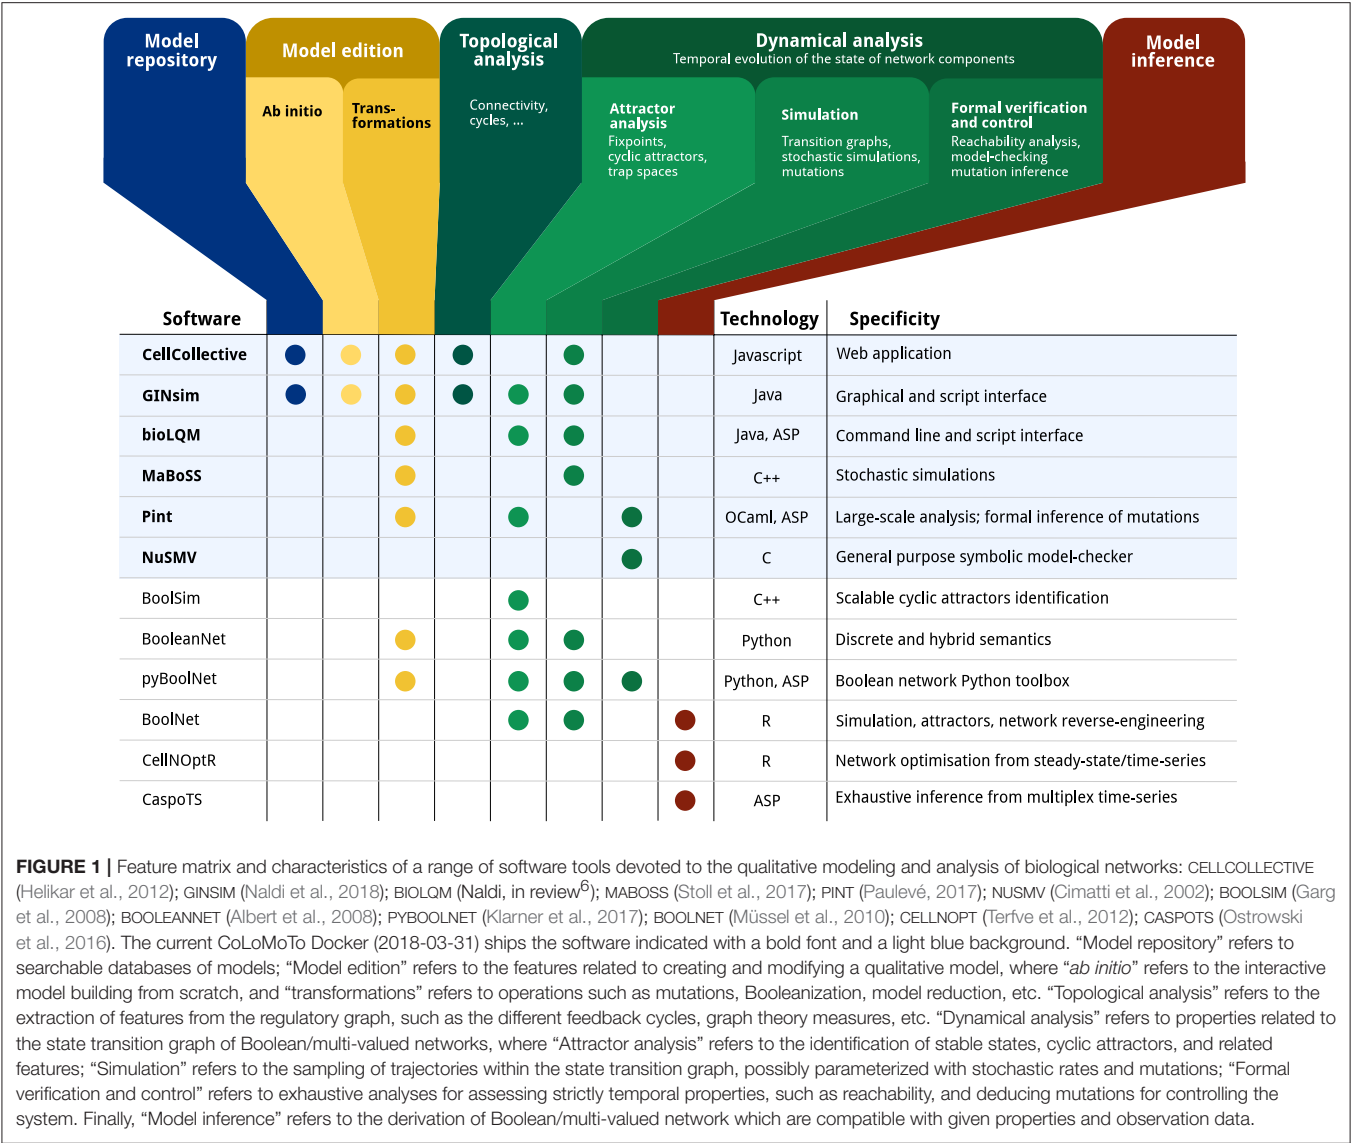 Model repository
Model edition
Topological analysis
Dynamical analysis
Temporal evolution of the state of network components
Model inference
Ab initio
Trans-
formations
Connectivity,
cycles, ...
Attractor
analysis
Fixpoints,
cyclic attractors,
trap spaces
Simulation
Transition graphs,
stochastic simulations,
mutations
Formal verification
and control
Reachability analysis,
model-checking
mutation inference
Software Technology Specificity
CellCollective Javascript Web application
GINsim Java Graphical and script interface
bioLQM Java, ASP Command line and script interface
MaBoSS C++ Stochastic simulations
Pint OCaml, ASP Large-scale analysis; formal inference of mutations
NuSMV C General purpose symbolic model-checker
BoolSim C++ Scalable cyclic attractors identification
BooleanNet Python Discrete and hybrid semantics
pyBoolNet Python, ASP Boolean network Python toolbox
BoolNet R Simulation, attractors, network reverse-engineering
CellNOptR R Network optimisation from steady-state/time-series
CaspoTS ASP Exhaustive inference from multiplex time-series
FIGURE 1 | Feature matrix and characteristics of a range of software tools devoted to the qualitative modeling and analysis of biological networks: CELLCOLLECTIVE
(Helikar et al., 2012); GINSIM (Naldi et al., 2018); BIOLQM (Naldi, in review6); MABOSS (Stoll et al., 2017); PINT (Paulevé, 2017); NUSMV (Cimatti et al., 2002); BOOLSIM (Garg
et al., 2008); BOOLEANNET (Albert et al., 2008); PYBOOLNET (Klarner et al., 2017); BOOLNET (Müssel et al., 2010); CELLNOPT (Terfve et al., 2012); CASPOTS (Ostrowski
et al., 2016). The current CoLoMoTo Docker (2018-03-31) ships the software indicated with a bold font and a light blue background. “Model repository” refers to
searchable databases of models; “Model edition” refers to the features related to creating and modifying a qualitative model, where “ab initio” refers to the interactive
model building from scratch, and “transformations” refers to operations such as mutations, Booleanization, model reduction, etc. “Topological analysis” refers to the
extraction of features from the regulatory graph, such as the different feedback cycles, graph theory measures, etc. “Dynamical analysis” refers to properties related to
the state transition graph of Boolean/multi-valued networks, where “Attractor analysis” refers to the identification of stable states, cyclic attractors, and related
features; “Simulation” refers to the sampling of trajectories within the state transition graph, possibly parameterized with stochastic rates and mutations; “Formal
verification and control” refers to exhaustive analyses for assessing strictly temporal properties, such as reachability, and deducing mutations for controlling the
system. Finally, “Model inference” refers to the derivation of Boolean/multi-valued network which are compatible with given properties and observation data.